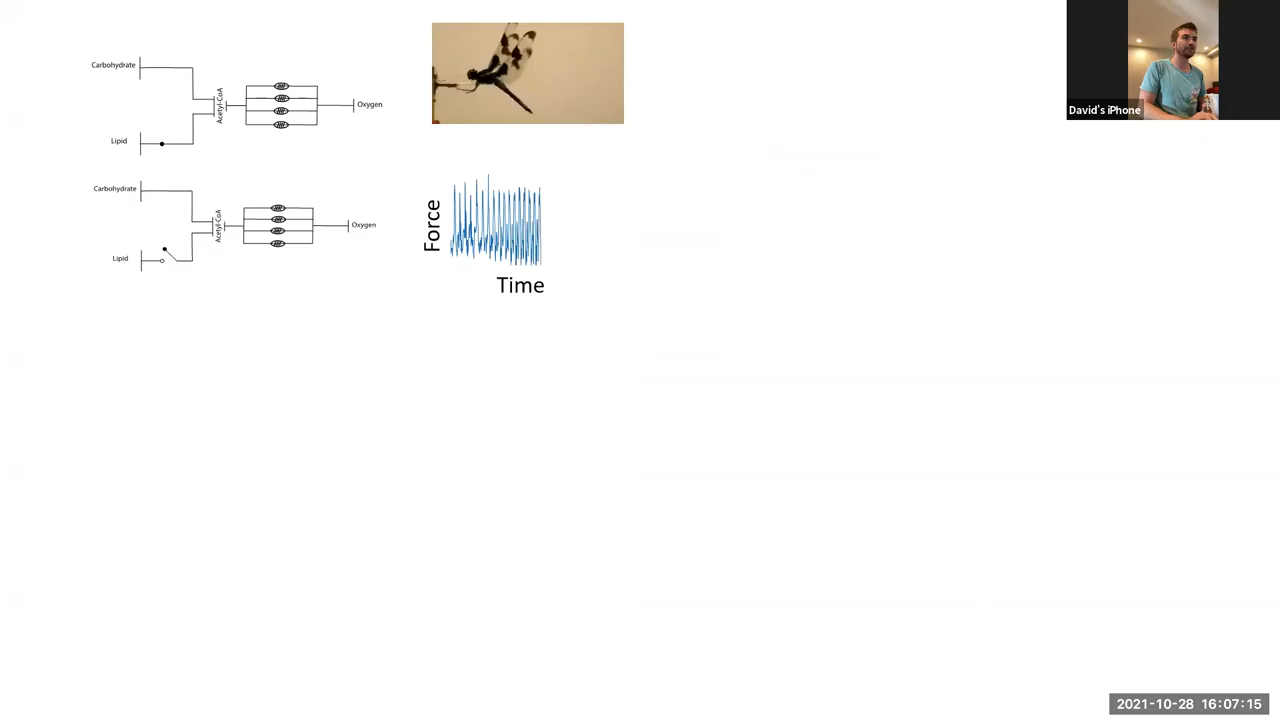 Carbohydrate
Acetyl-CoA
Oxygen
Lipid
Carbohydrate
Acetyl-CoA
Oxygen
Lipid
Force
Time
David's iPhone
2021-10-28 16:07:15